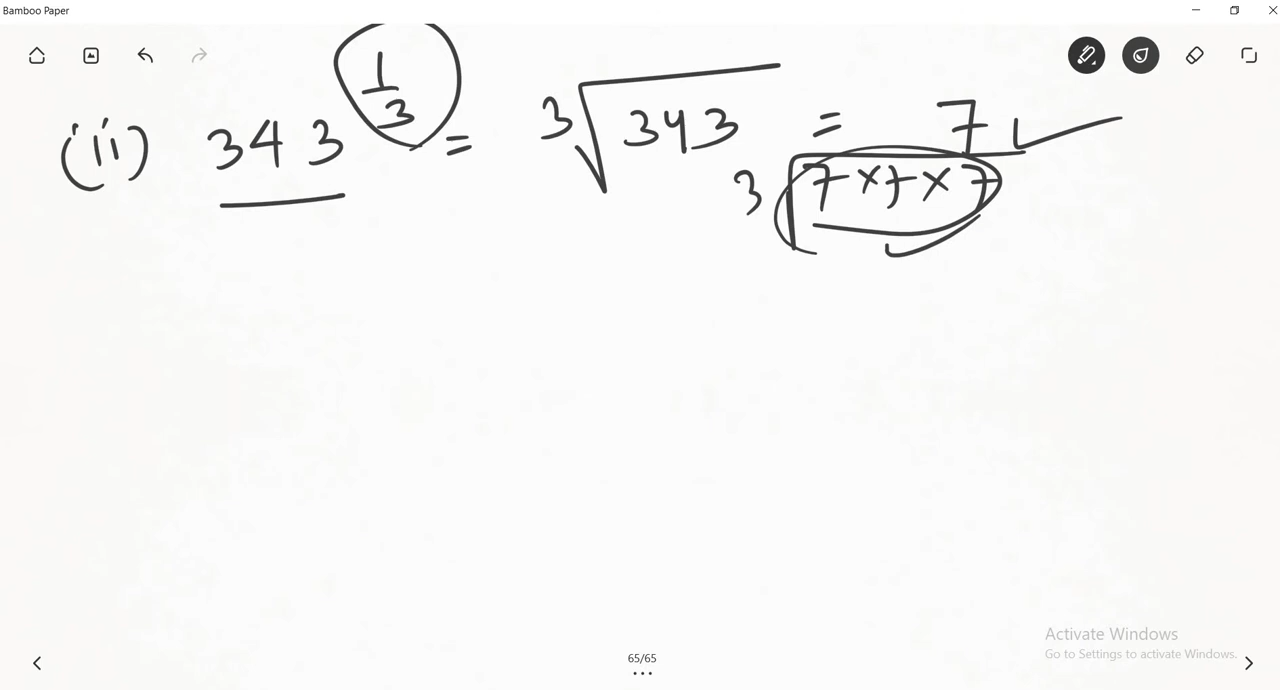 Bamboo Paper
(ii) 343^1/3 = ∛343 = 7
∛7×7×7
Activate Windows
Go to Settings to activate Windows.
65/65